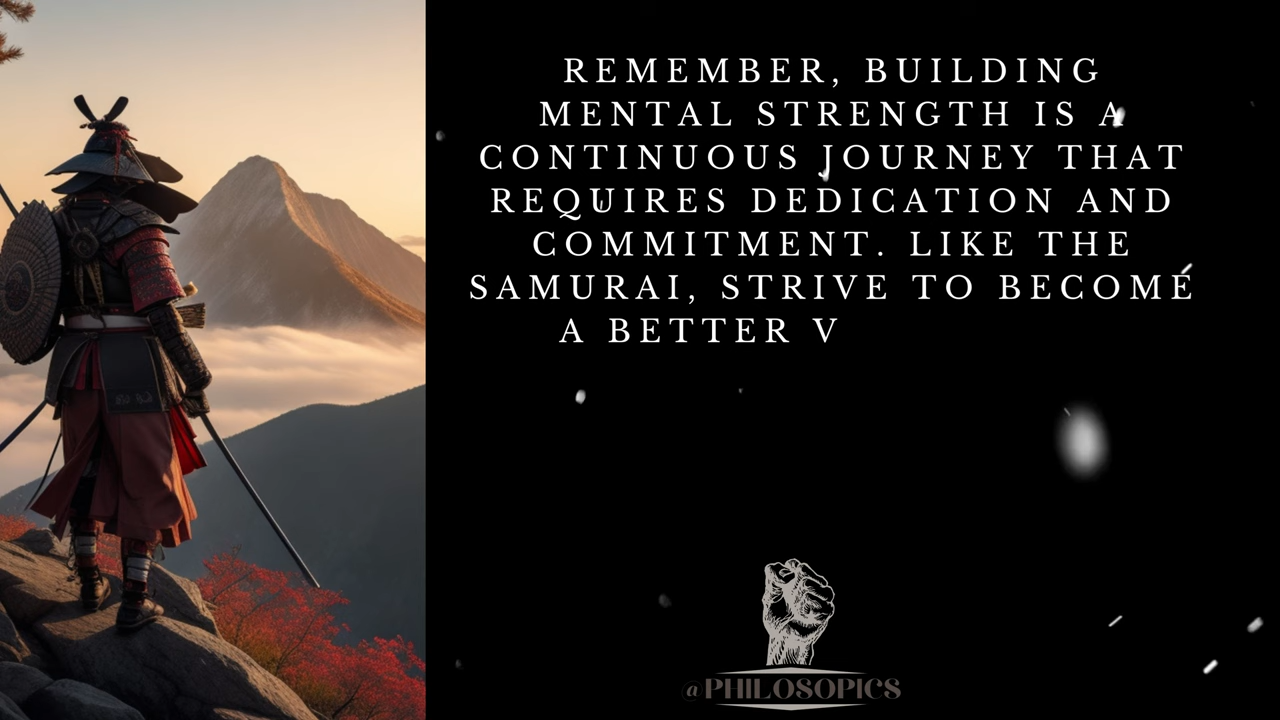 REMEMBER, BUILDING
MENTAL STRENGTH IS A
CONTINUOUS JOURNEY THAT
REQUIRES DEDICATION AND
COMMITMENT. LIKE THE
SAMURAI, STRIVE TO BECOME
A BETTER V
@PHILOSOPICS